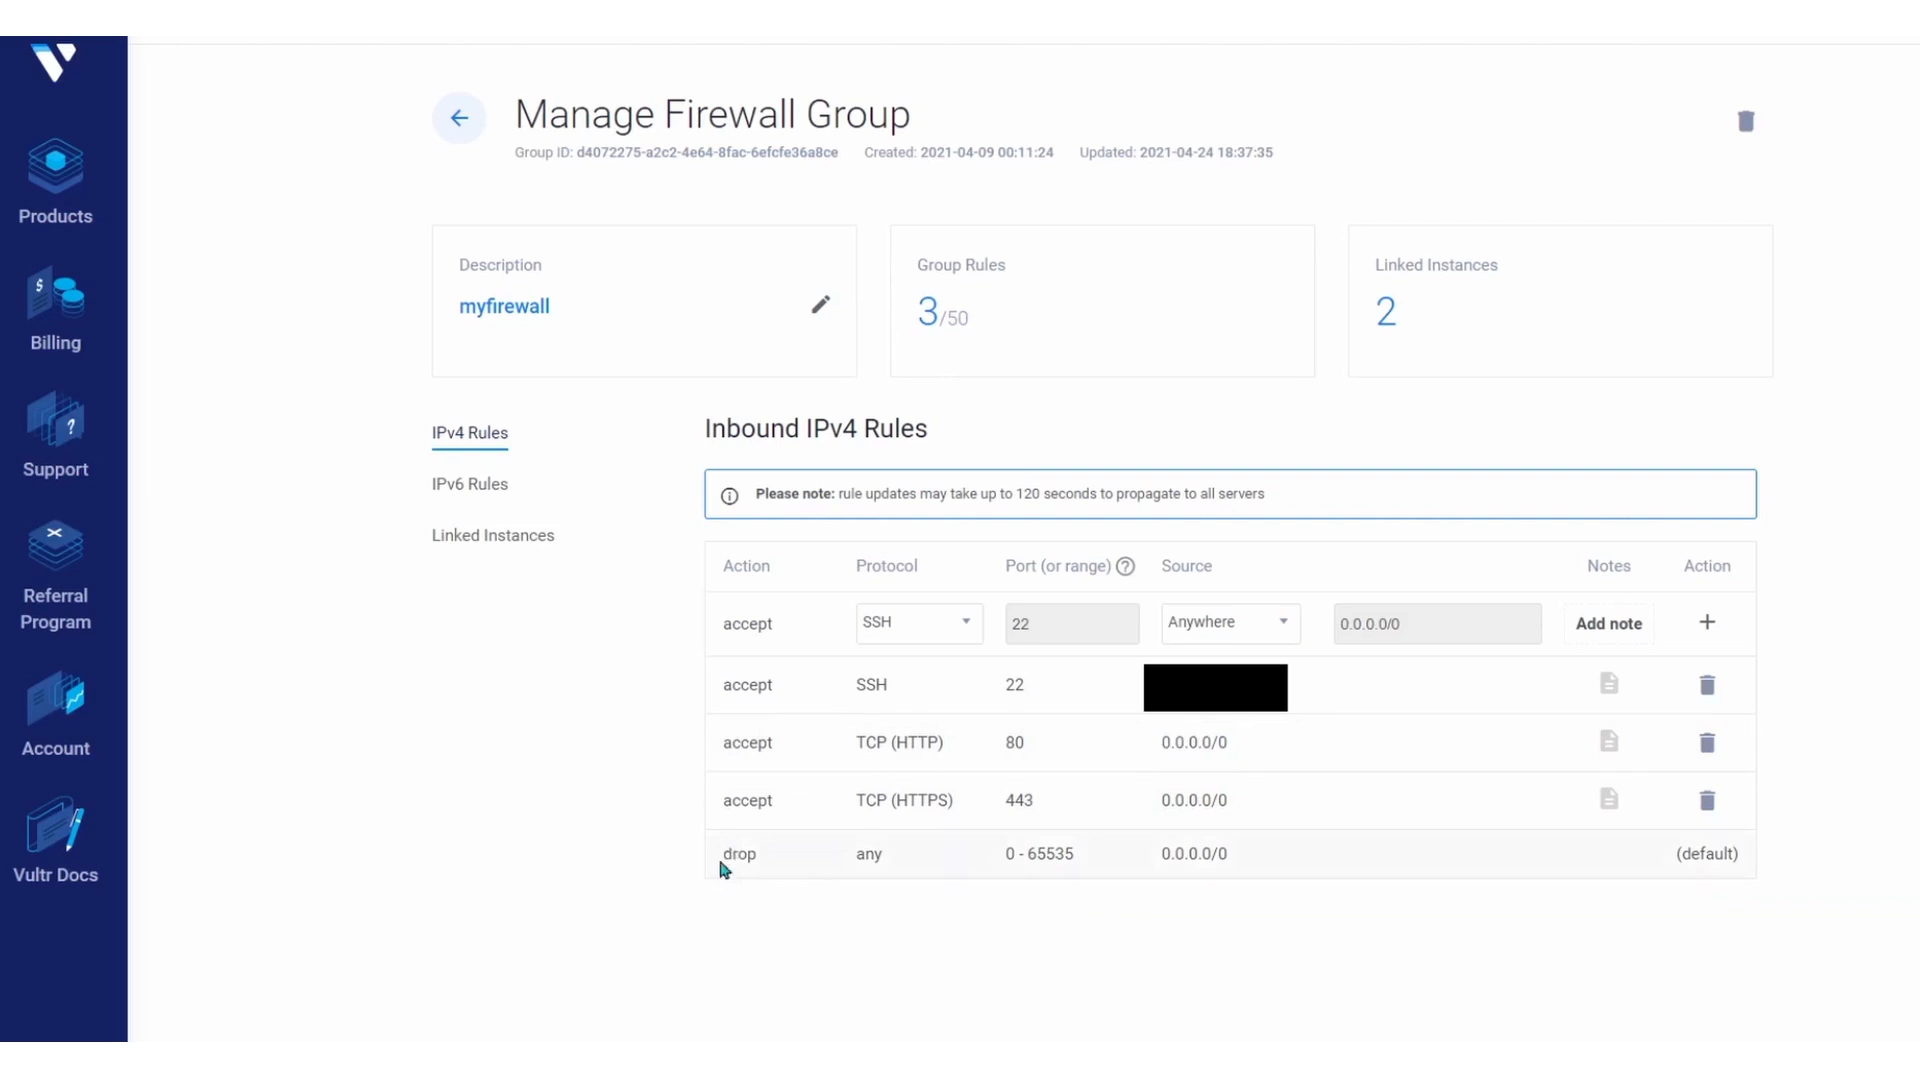 Manage Firewall Group
Group ID: d4072275-a2c2-4e64-8fac-6efcfe36a8ce Created: 2021-04-09 00:11:24 Updated: 2021-04-24 18:37:35
Products
Billing
Support
Referral
Program
Account
Vultr Docs
Description
myfirewall
Group Rules
3/50
Linked Instances
2
IPv4 Rules
IPv6 Rules
Linked Instances
Inbound IPv4 Rules
Please note: rule updates may take up to 120 seconds to propagate to all servers
Action Protocol Port (or range) ? Source Notes Action
accept SSH 22 Anywhere 0.0.0.0/0 Add note +
accept SSH 22
accept TCP (HTTP) 80 0.0.0.0/0
accept TCP (HTTPS) 443 0.0.0.0/0
drop any 0 - 65535 0.0.0.0/0 (default)